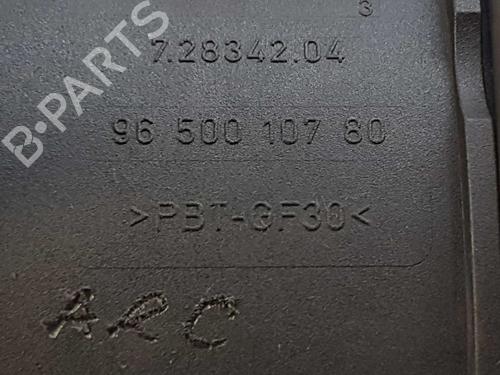 3
7.28342.04
96 500 107 80
>PBT-GF30<
ARC
B-PARTS